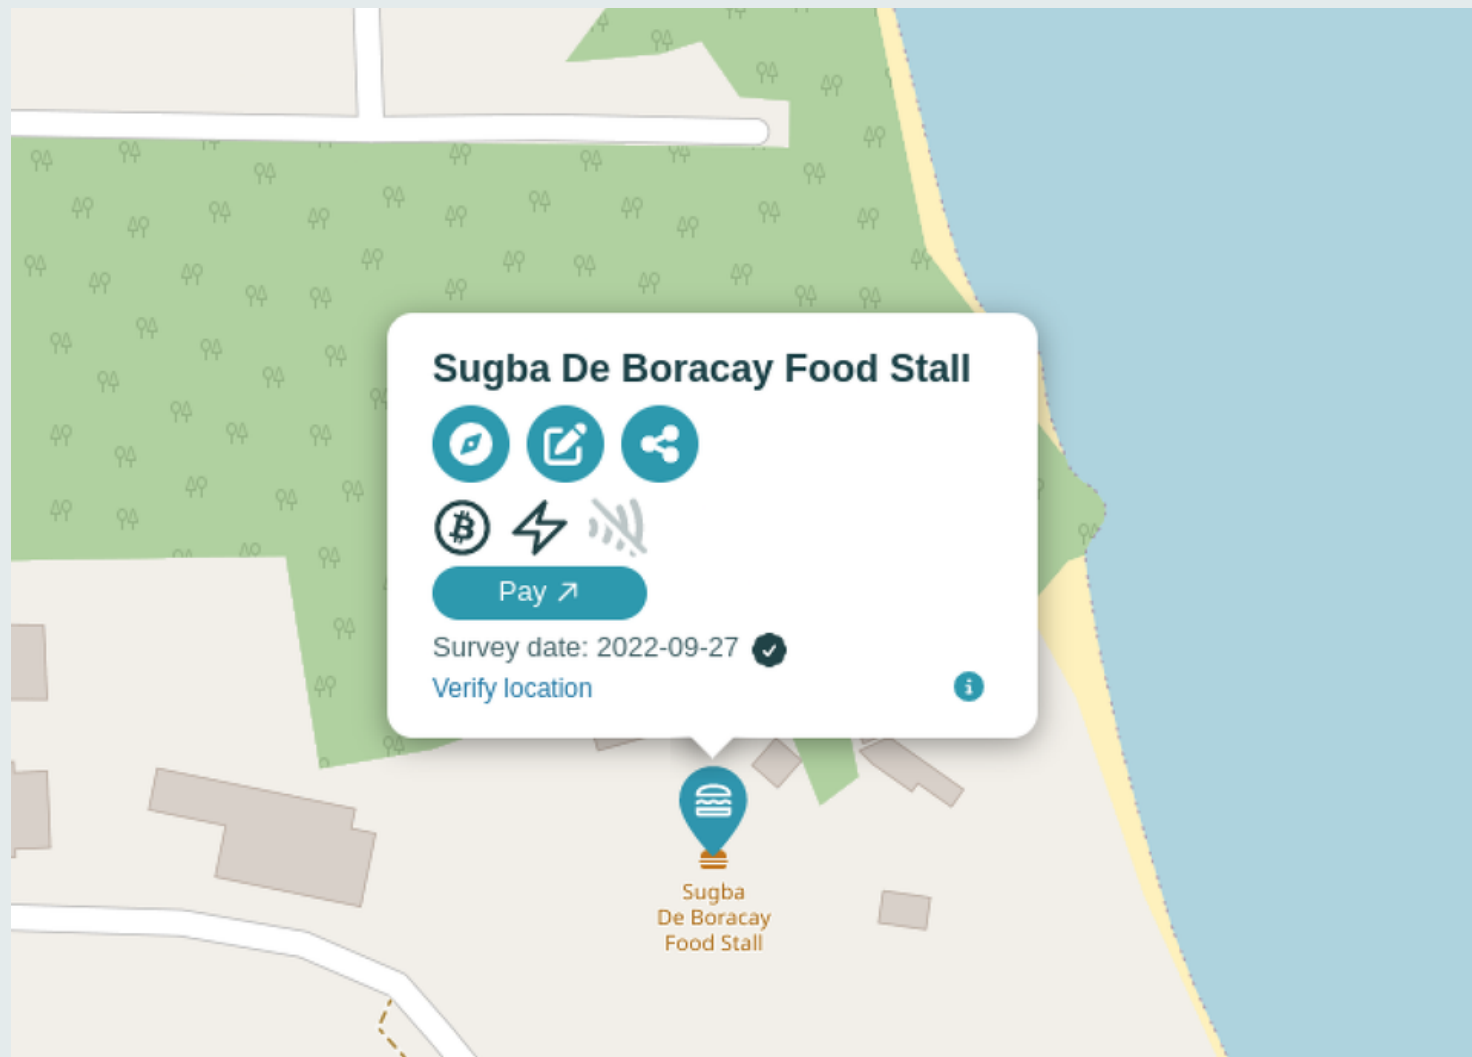 Sugba De Boracay Food Stall
Pay
Survey date: 2022-09-27
Verify location
Sugba
De Boracay
Food Stall